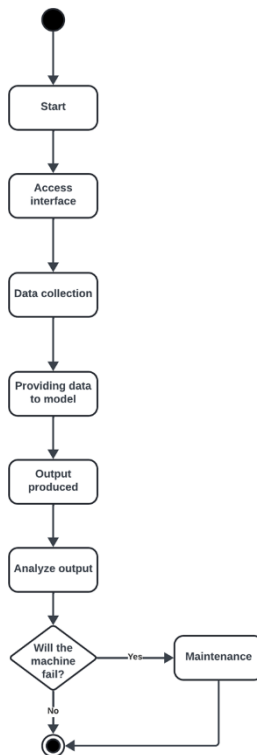 Start
Access
interface
Data collection
Providing data
to model
Output
produced
Analyze output
Will the
machine
fail?
Yes
Maintenance
No